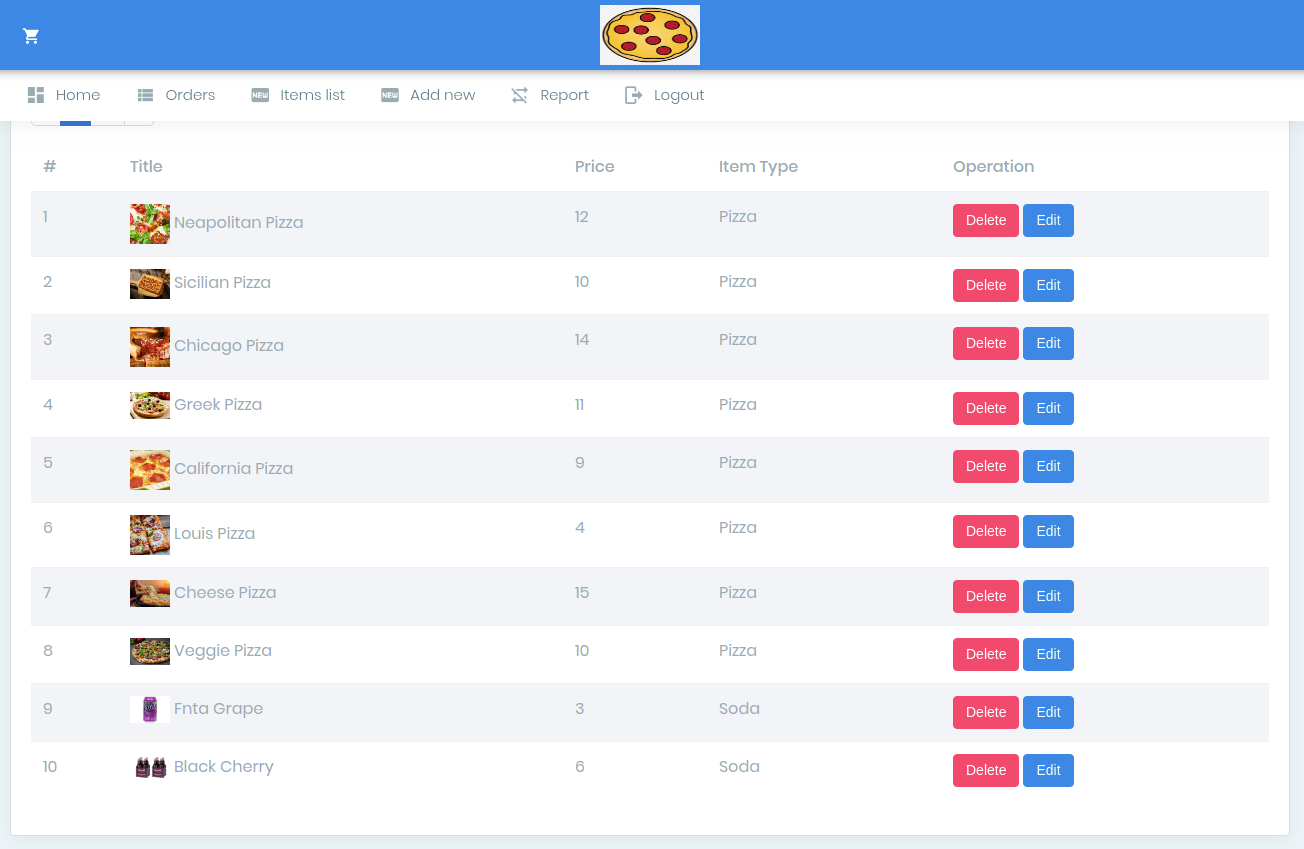 Home Orders NEW Items list NEW Add new Report Logout
# Title Price Item Type Operation
1 Neapolitan Pizza 12 Pizza Delete Edit
2 Sicilian Pizza 10 Pizza Delete Edit
3 Chicago Pizza 14 Pizza Delete Edit
4 Greek Pizza 11 Pizza Delete Edit
5 California Pizza 9 Pizza Delete Edit
6 Louis Pizza 4 Pizza Delete Edit
7 Cheese Pizza 15 Pizza Delete Edit
8 Veggie Pizza 10 Pizza Delete Edit
9 Fnta Grape 3 Soda Delete Edit
10 Black Cherry 6 Soda Delete Edit